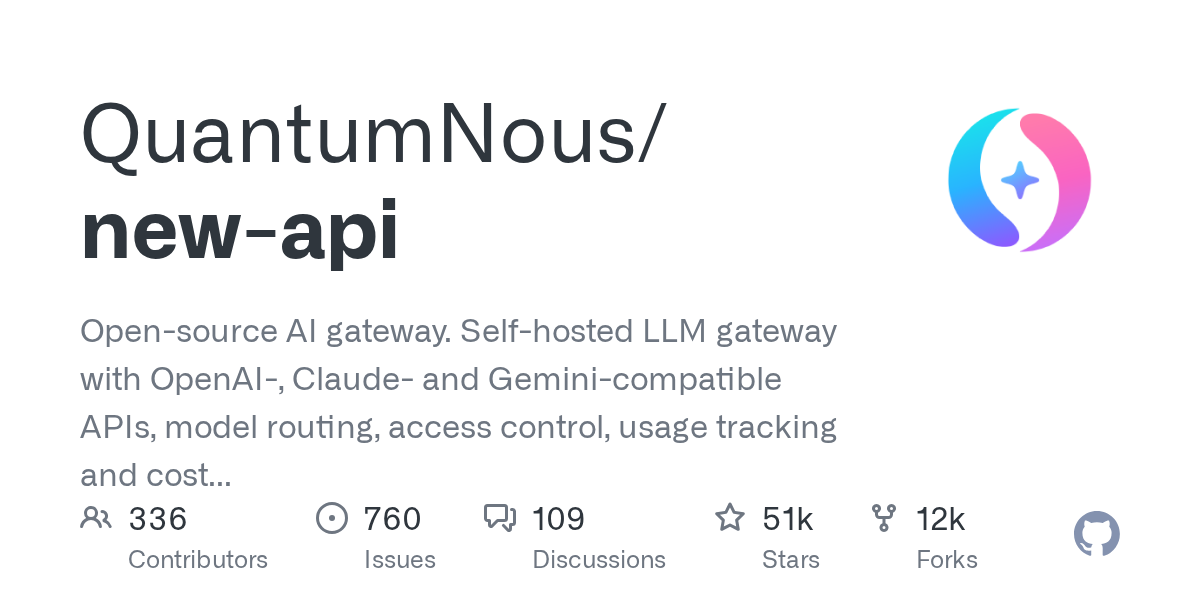 QuantumNous/
new-api
Open-source AI gateway. Self-hosted LLM gateway
with OpenAI-, Claude- and Gemini-compatible
APIs, model routing, access control, usage tracking
and cost...
336 760 109 51k 12k
Contributors Issues Discussions Stars Forks